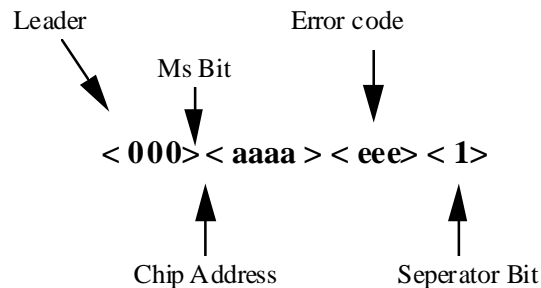 Leader
Error code
Ms Bit
<000><aaaa><eee><1>
Chip Address
Seperator Bit